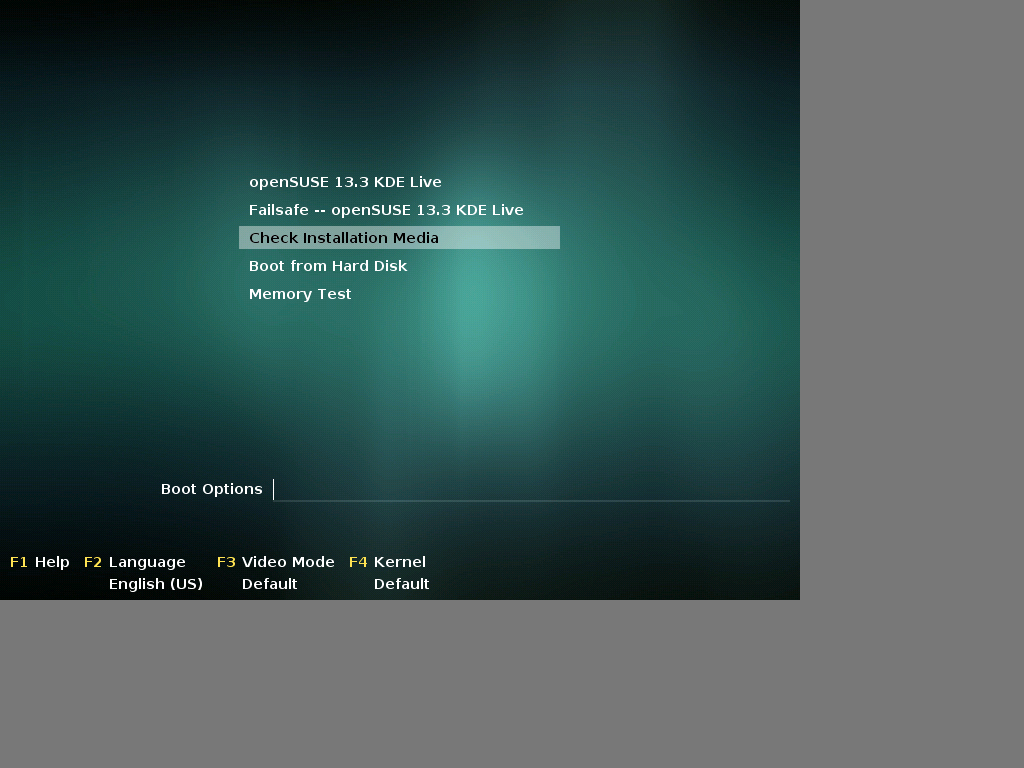 openSUSE 13.3 KDE Live
Failsafe -- openSUSE 13.3 KDE Live
Check Installation Media
Boot from Hard Disk
Memory Test
Boot Options
F1 Help F2 Language F3 Video Mode F4 Kernel
English (US) Default Default